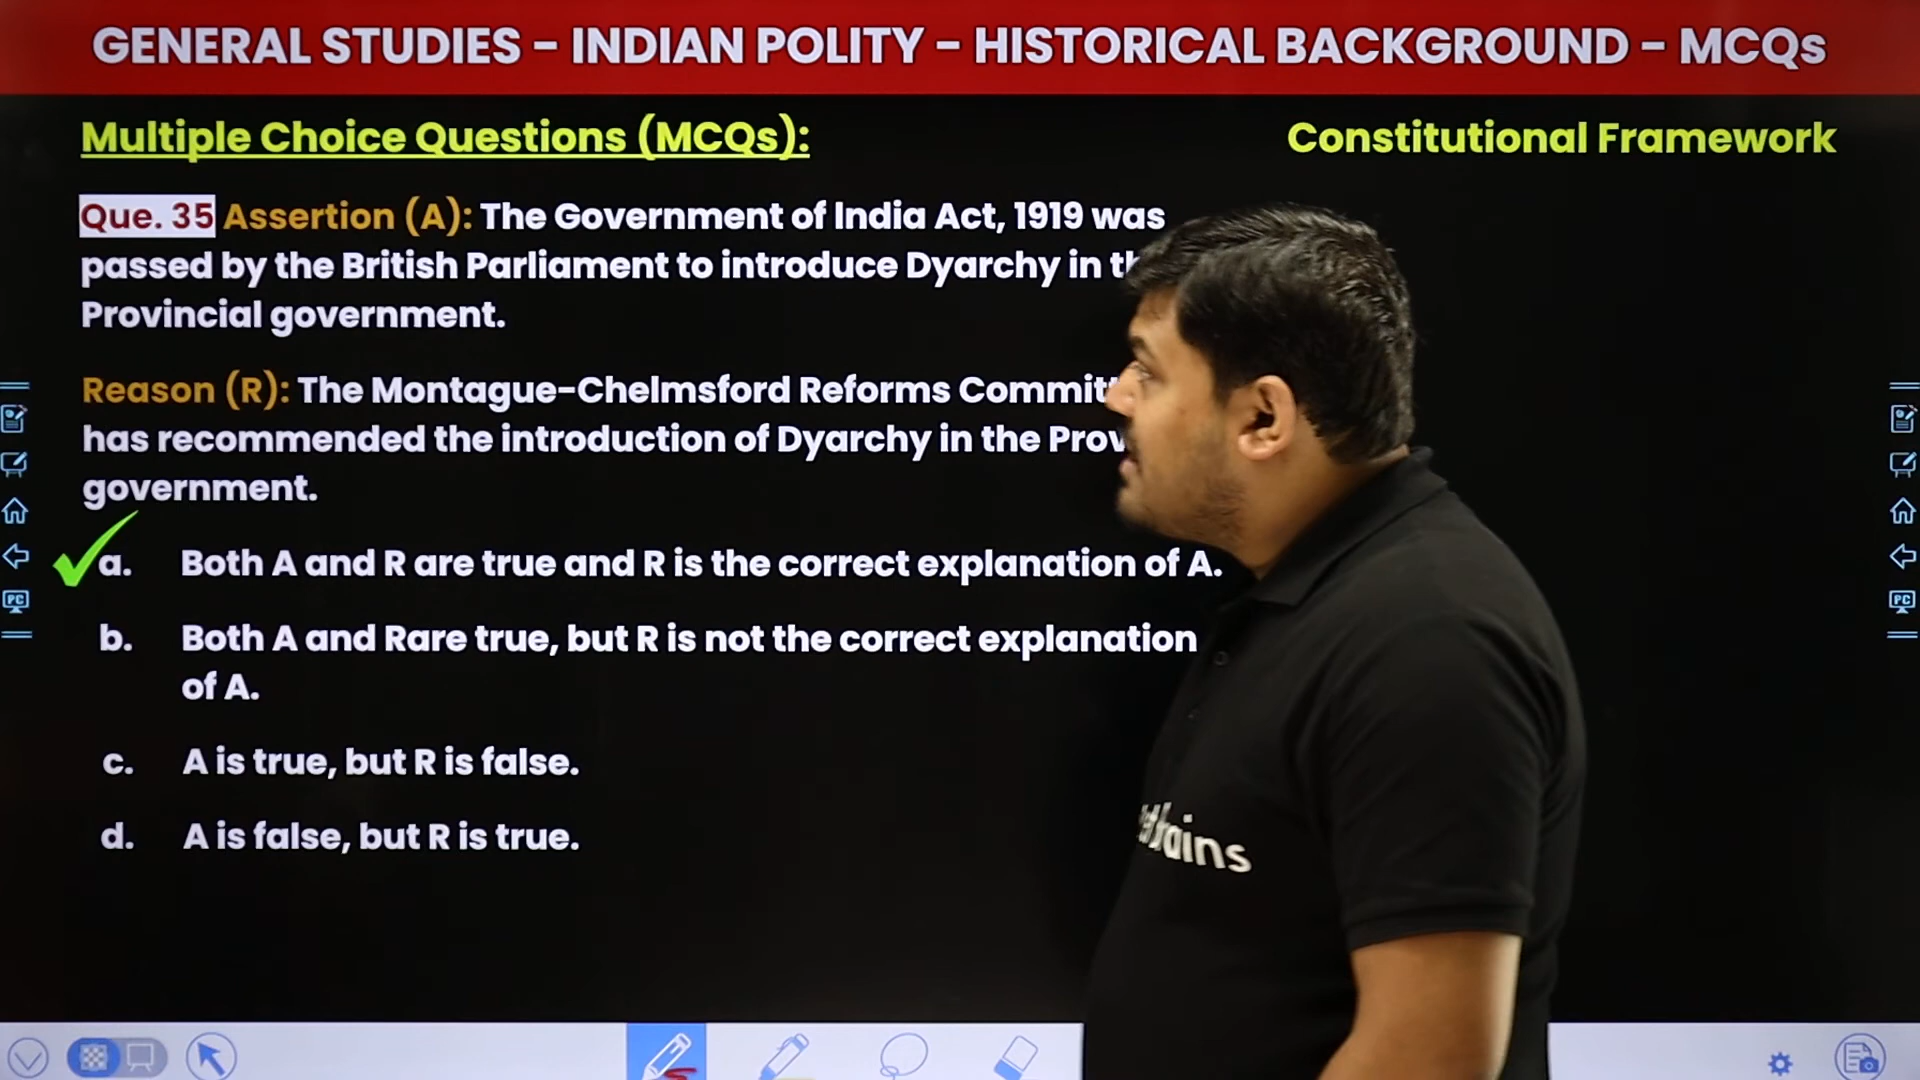 GENERAL STUDIES – INDIAN POLITY – HISTORICAL BACKGROUND – MCQs
Multiple Choice Questions (MCQs):
Constitutional Framework
Que. 35 Assertion (A): The Government of India Act, 1919 was
passed by the British Parliament to introduce Dyarchy in
Provincial government.
Reason (R): The Montague-Chelmsford Reforms
has recommended the introduction of Dyarchy in the
government.
a. Both A and R are true and R is the correct explanation of A.
b. Both A and Rare true, but R is not the correct explanation
of A.
c. A is true, but R is false.
d. A is false, but R is true.
PC
PC